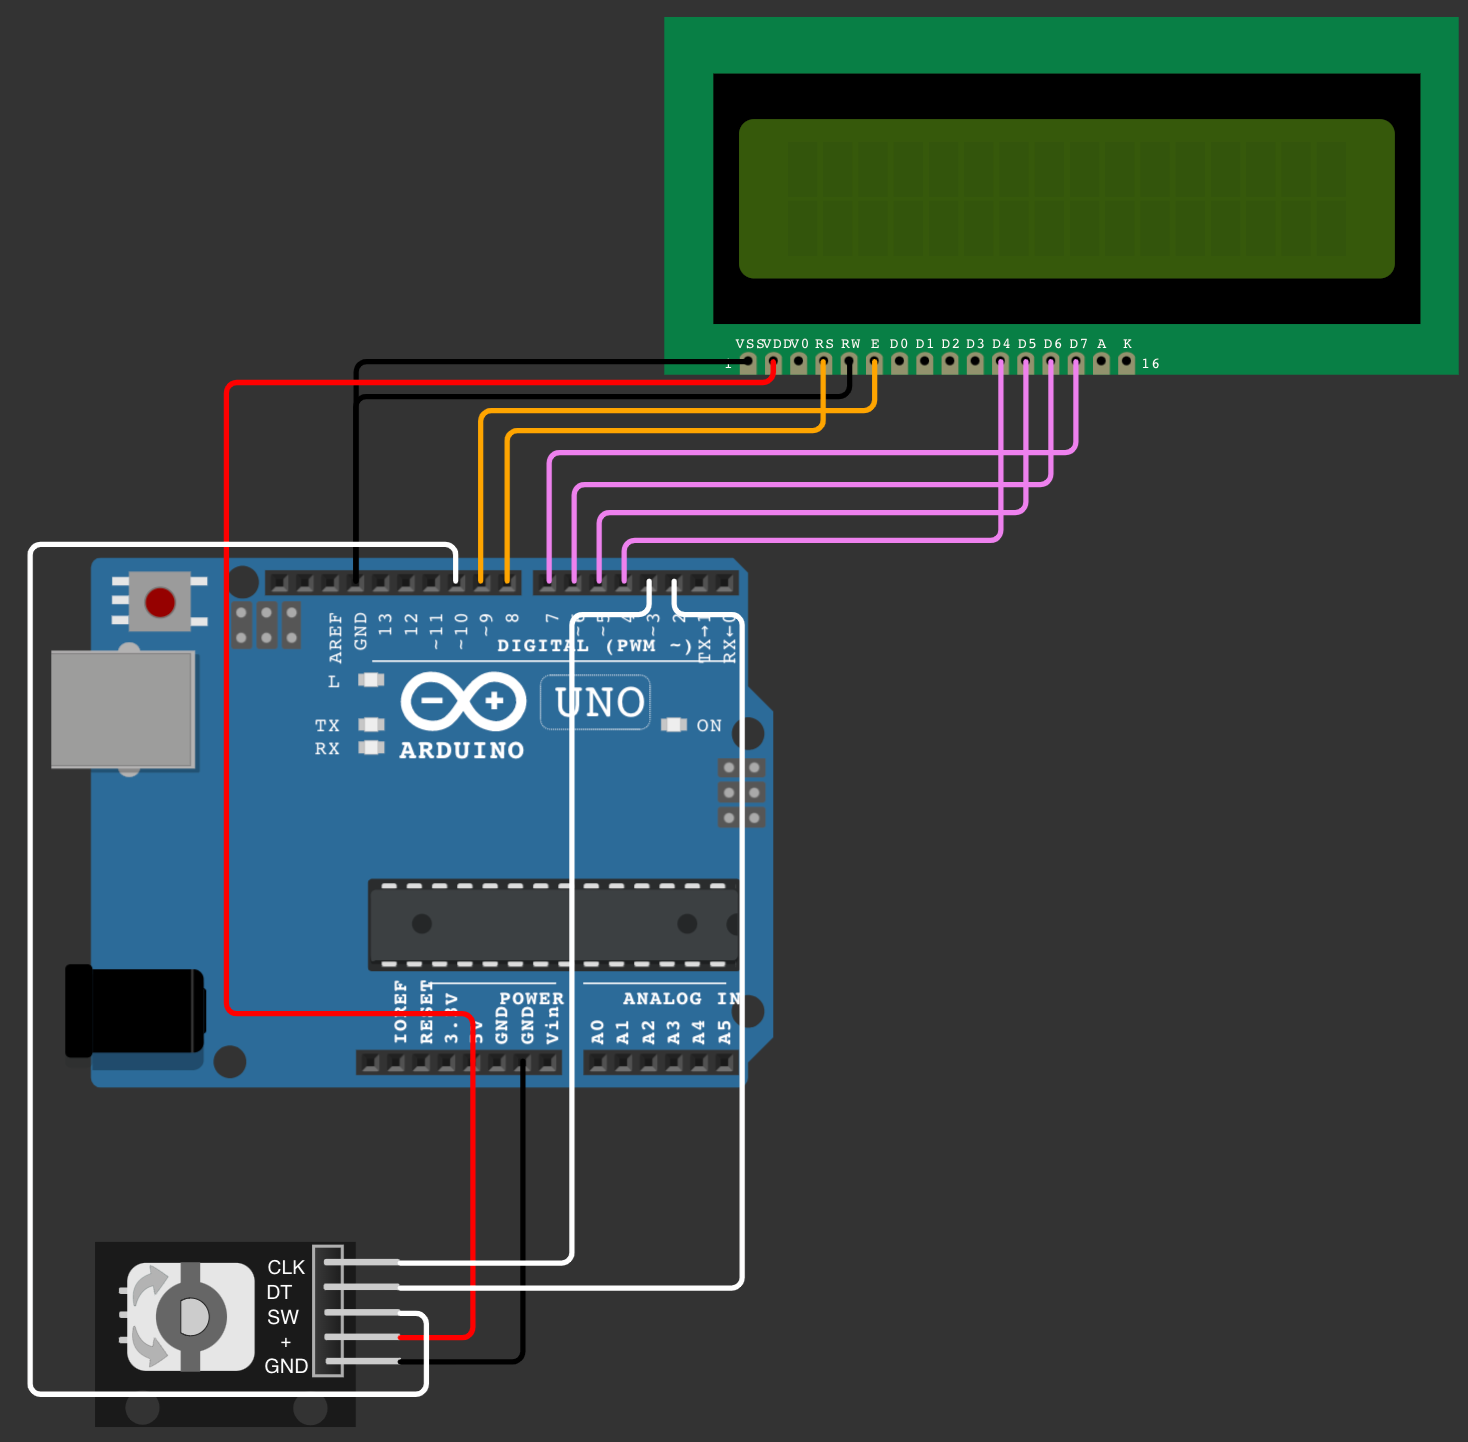 VSS VDD V0 RS RW E D0 D1 D2 D3 D4 D5 D6 D7 A K
1 16
AREF GND 13 12 ~11 ~10 ~9 8 7 ~6 ~5 4 ~3 2 TX→1 RX←0
DIGITAL (PWM ~)
L
UNO
TX ON
RX ARDUINO
POWER ANALOG IN
IOREF RESET 3.3V 5V GND GND Vin A0 A1 A2 A3 A4 A5
CLK
DT
SW
+
GND